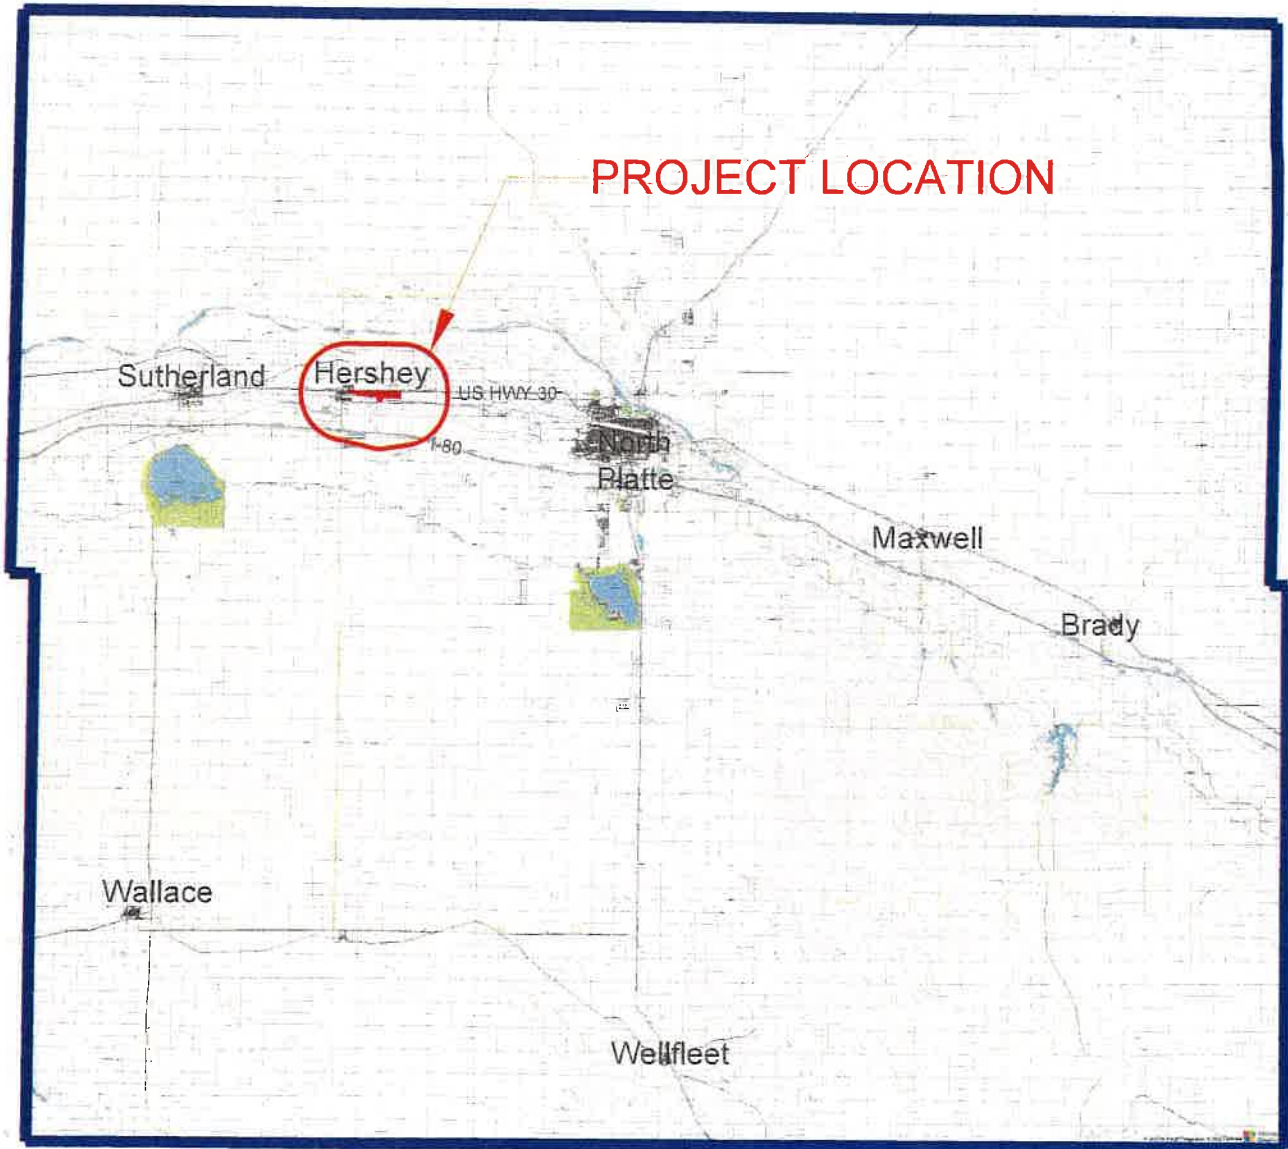 PROJECT LOCATION
Sutherland
Hershey
US HWY 30
I-80
North
Platte
Maxwell
Brady
Wallace
Wellfleet